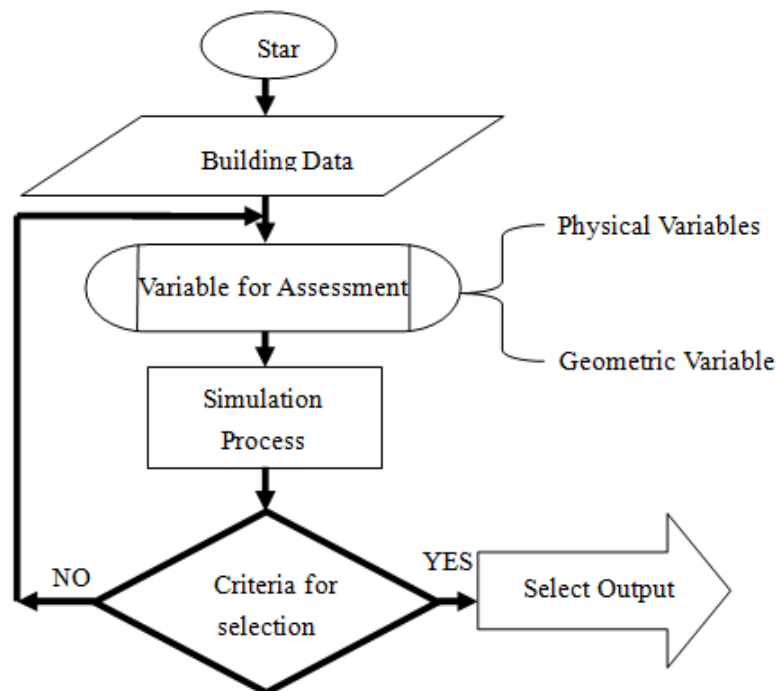 Star
Building Data
Physical Variables
Variable for Assessment
Geometric Variable
Simulation
Process
NO
YES
Criteria for
selection
Select Output